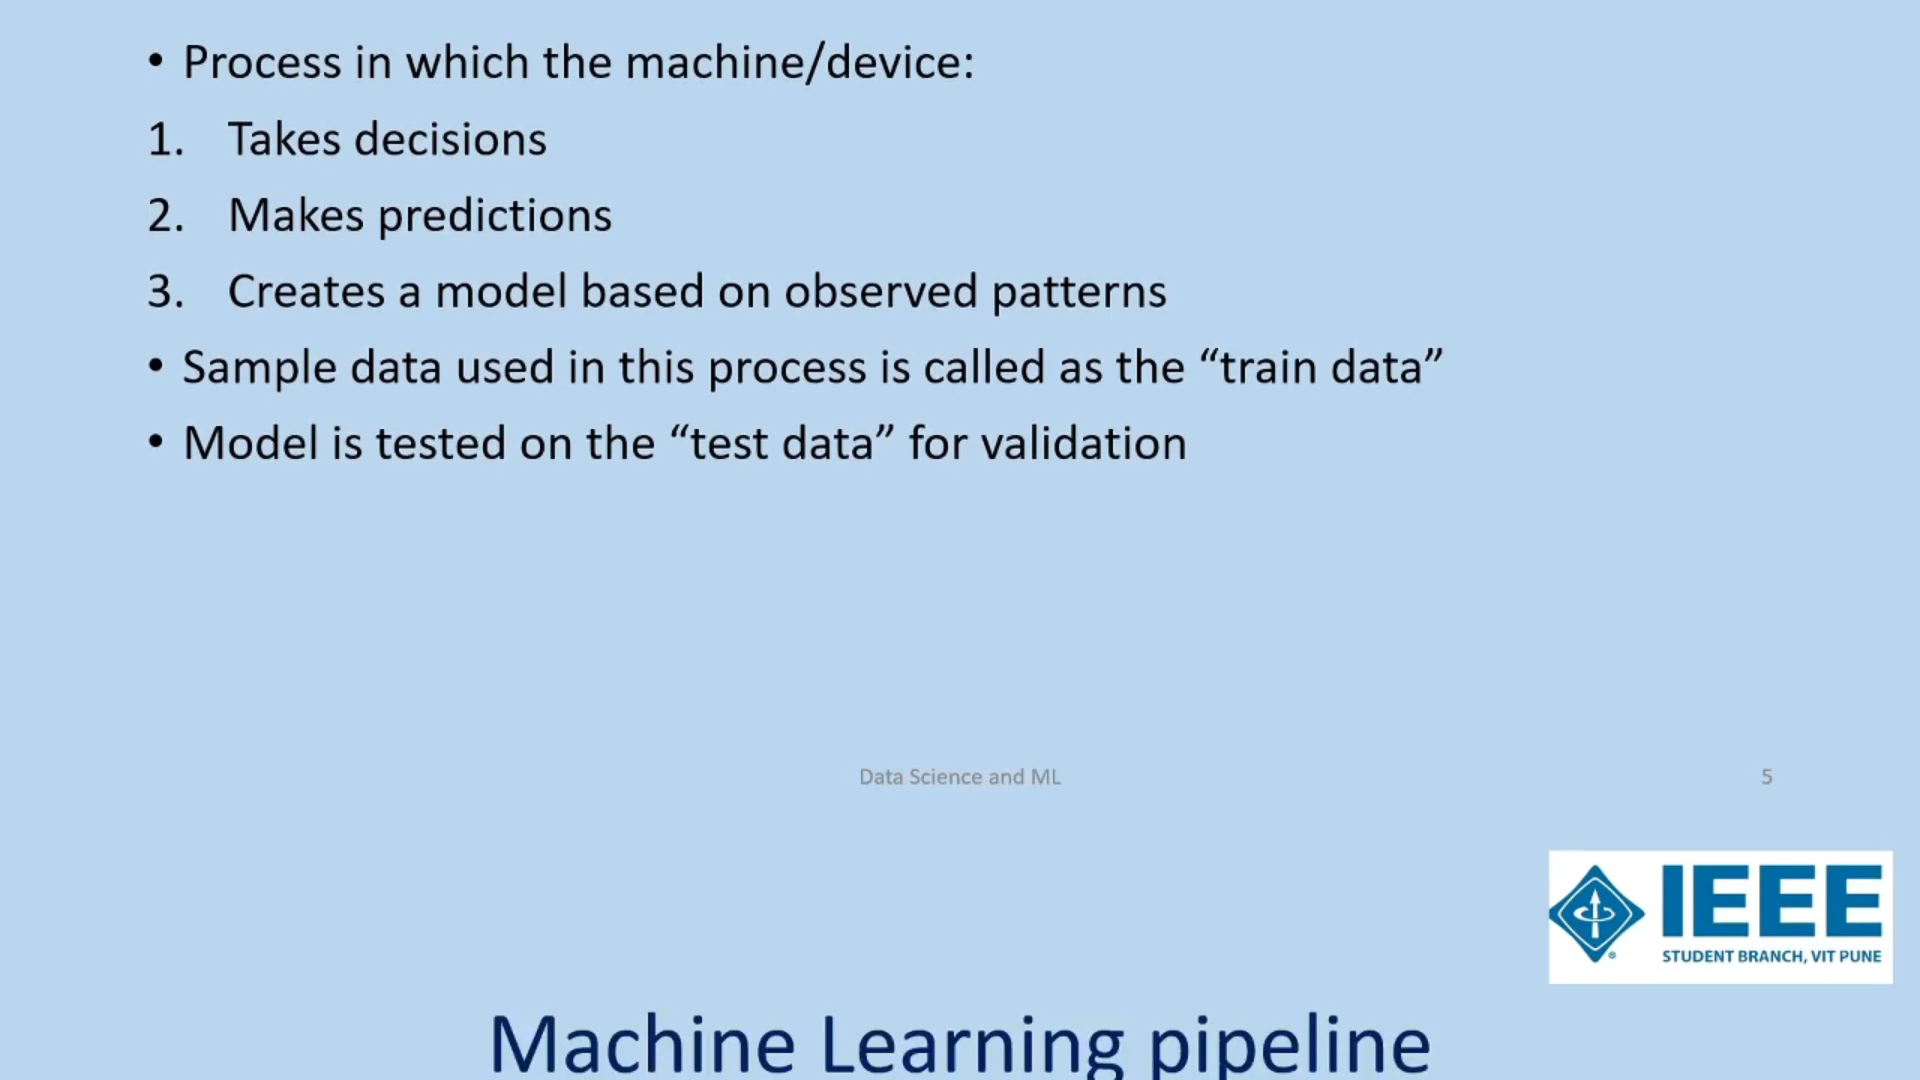 • Process in which the machine/device:
1. Takes decisions
2. Makes predictions
3. Creates a model based on observed patterns
• Sample data used in this process is called as the “train data”
• Model is tested on the “test data” for validation
Data Science and ML
5
IEEE
STUDENT BRANCH, VIT PUNE
Machine Learning pipeline